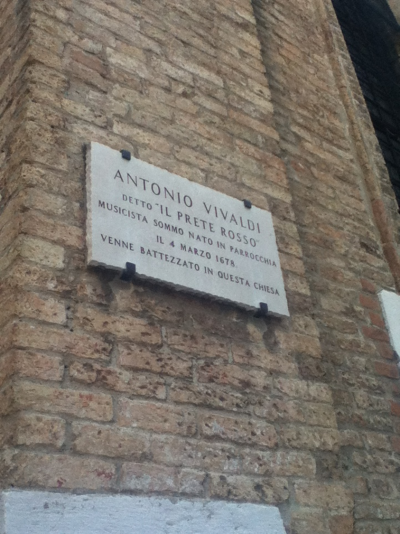 ANTONIO VIVALDI
DETTO "IL PRETE ROSSO"
MUSICISTA SOMMO NATO IN PARROCCHIA
IL 4 MARZO 1678
VENNE BATTEZZATO IN QUESTA CHIESA